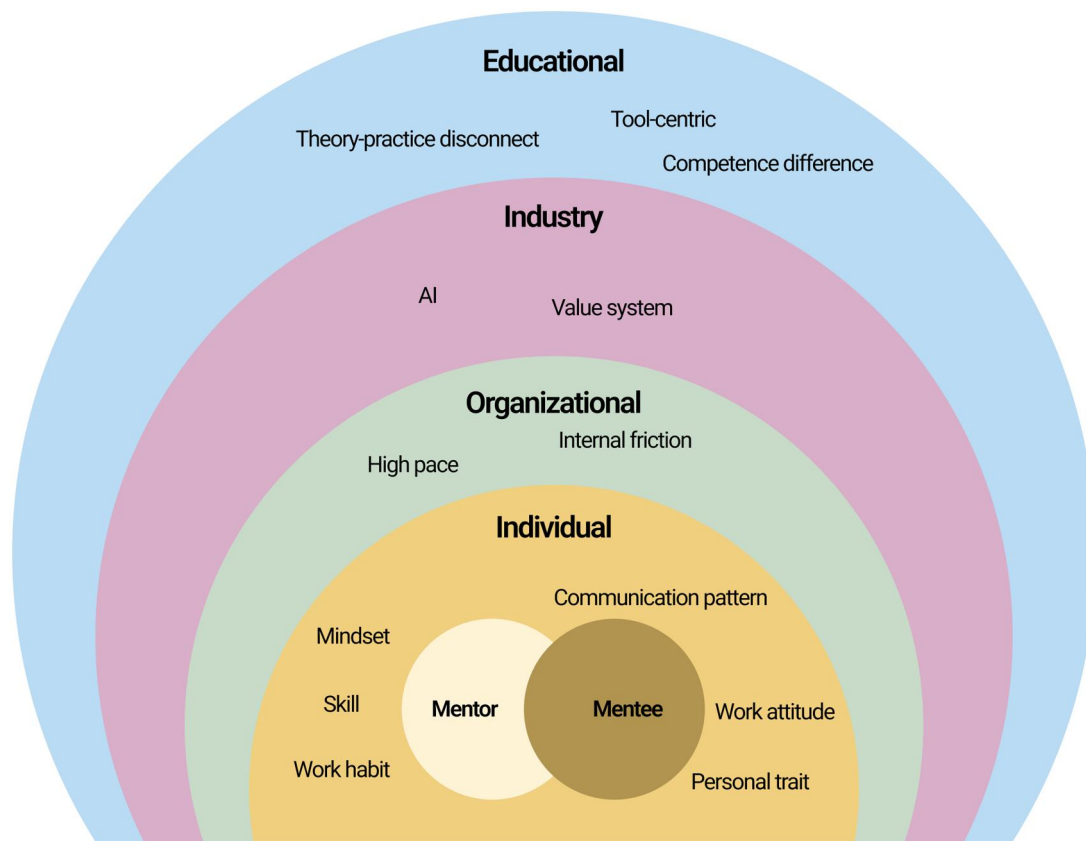 Educational
Tool-centric
Theory-practice disconnect
Competence difference
Industry
AI
Value system
Organizational
Internal friction
High pace
Individual
Communication pattern
Mindset
Skill
Mentor
Mentee
Work attitude
Work habit
Personal trait